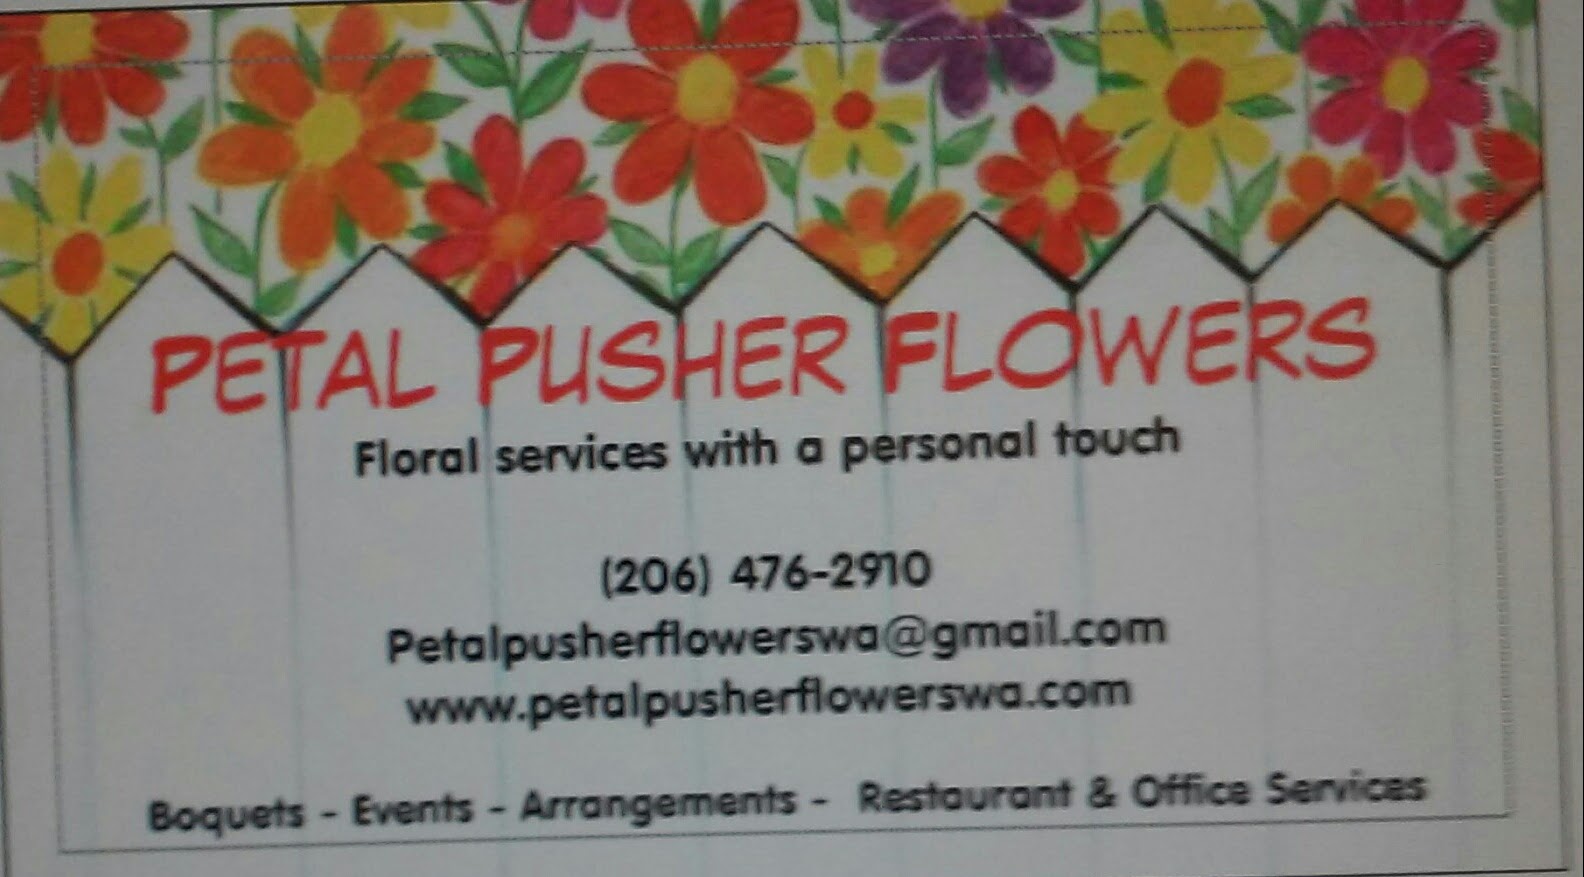 PETAL PUSHER FLOWERS
Floral services with a personal touch
(206) 476-2910
Petalpusherflowerswa@gmail.com
www.petalpusherflowerswa.com
Boquets - Events - Arrangements - Restaurant & Office Services